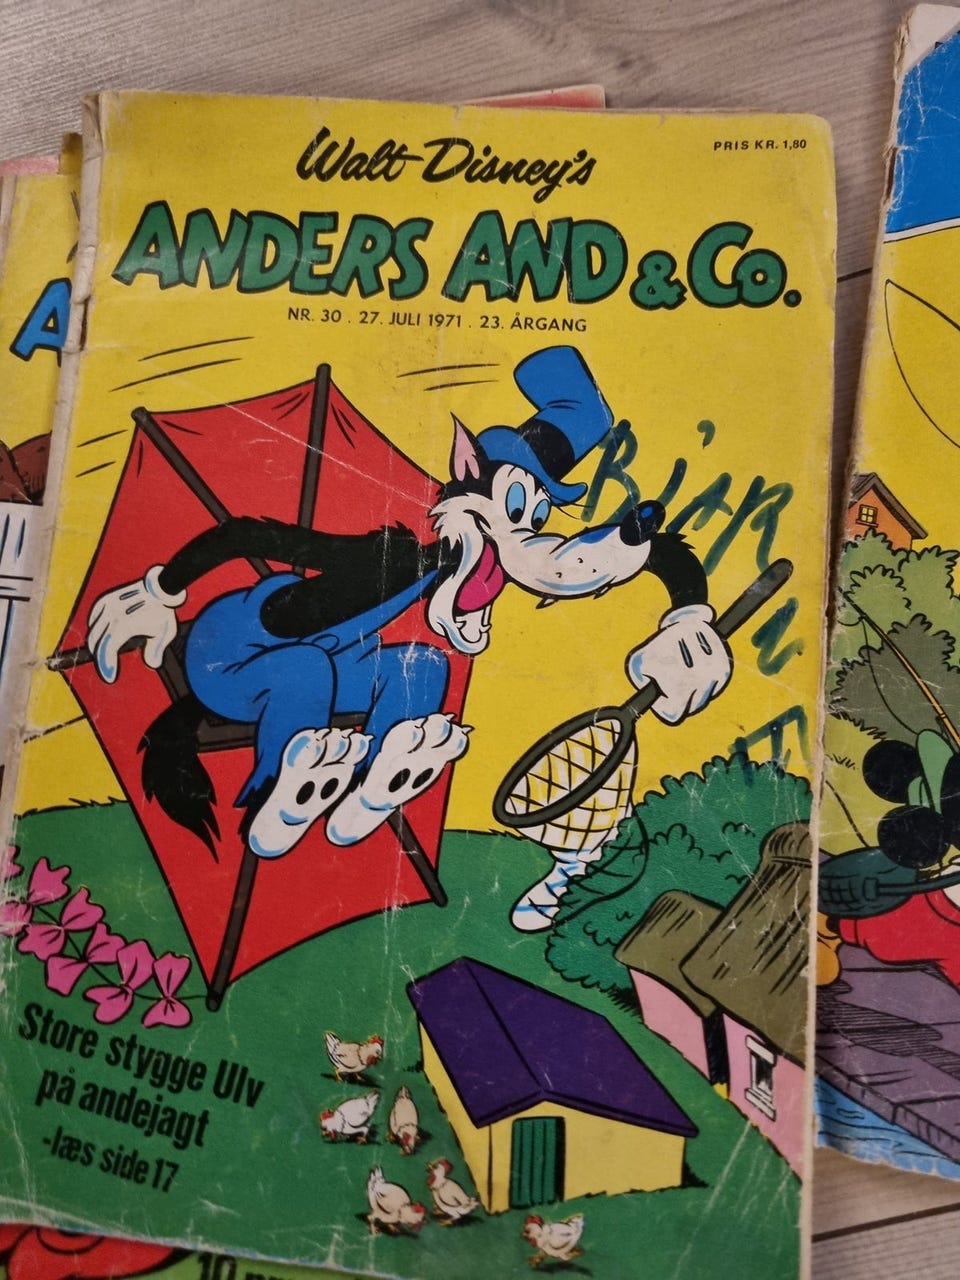 Walt Disney's
PRIS KR. 1,80
ANDERS AND & Co.
NR. 30 . 27. JULI 1971 . 23. ÅRGANG
Store stygge Ulv
på andejagt
-læs side 17
A
10